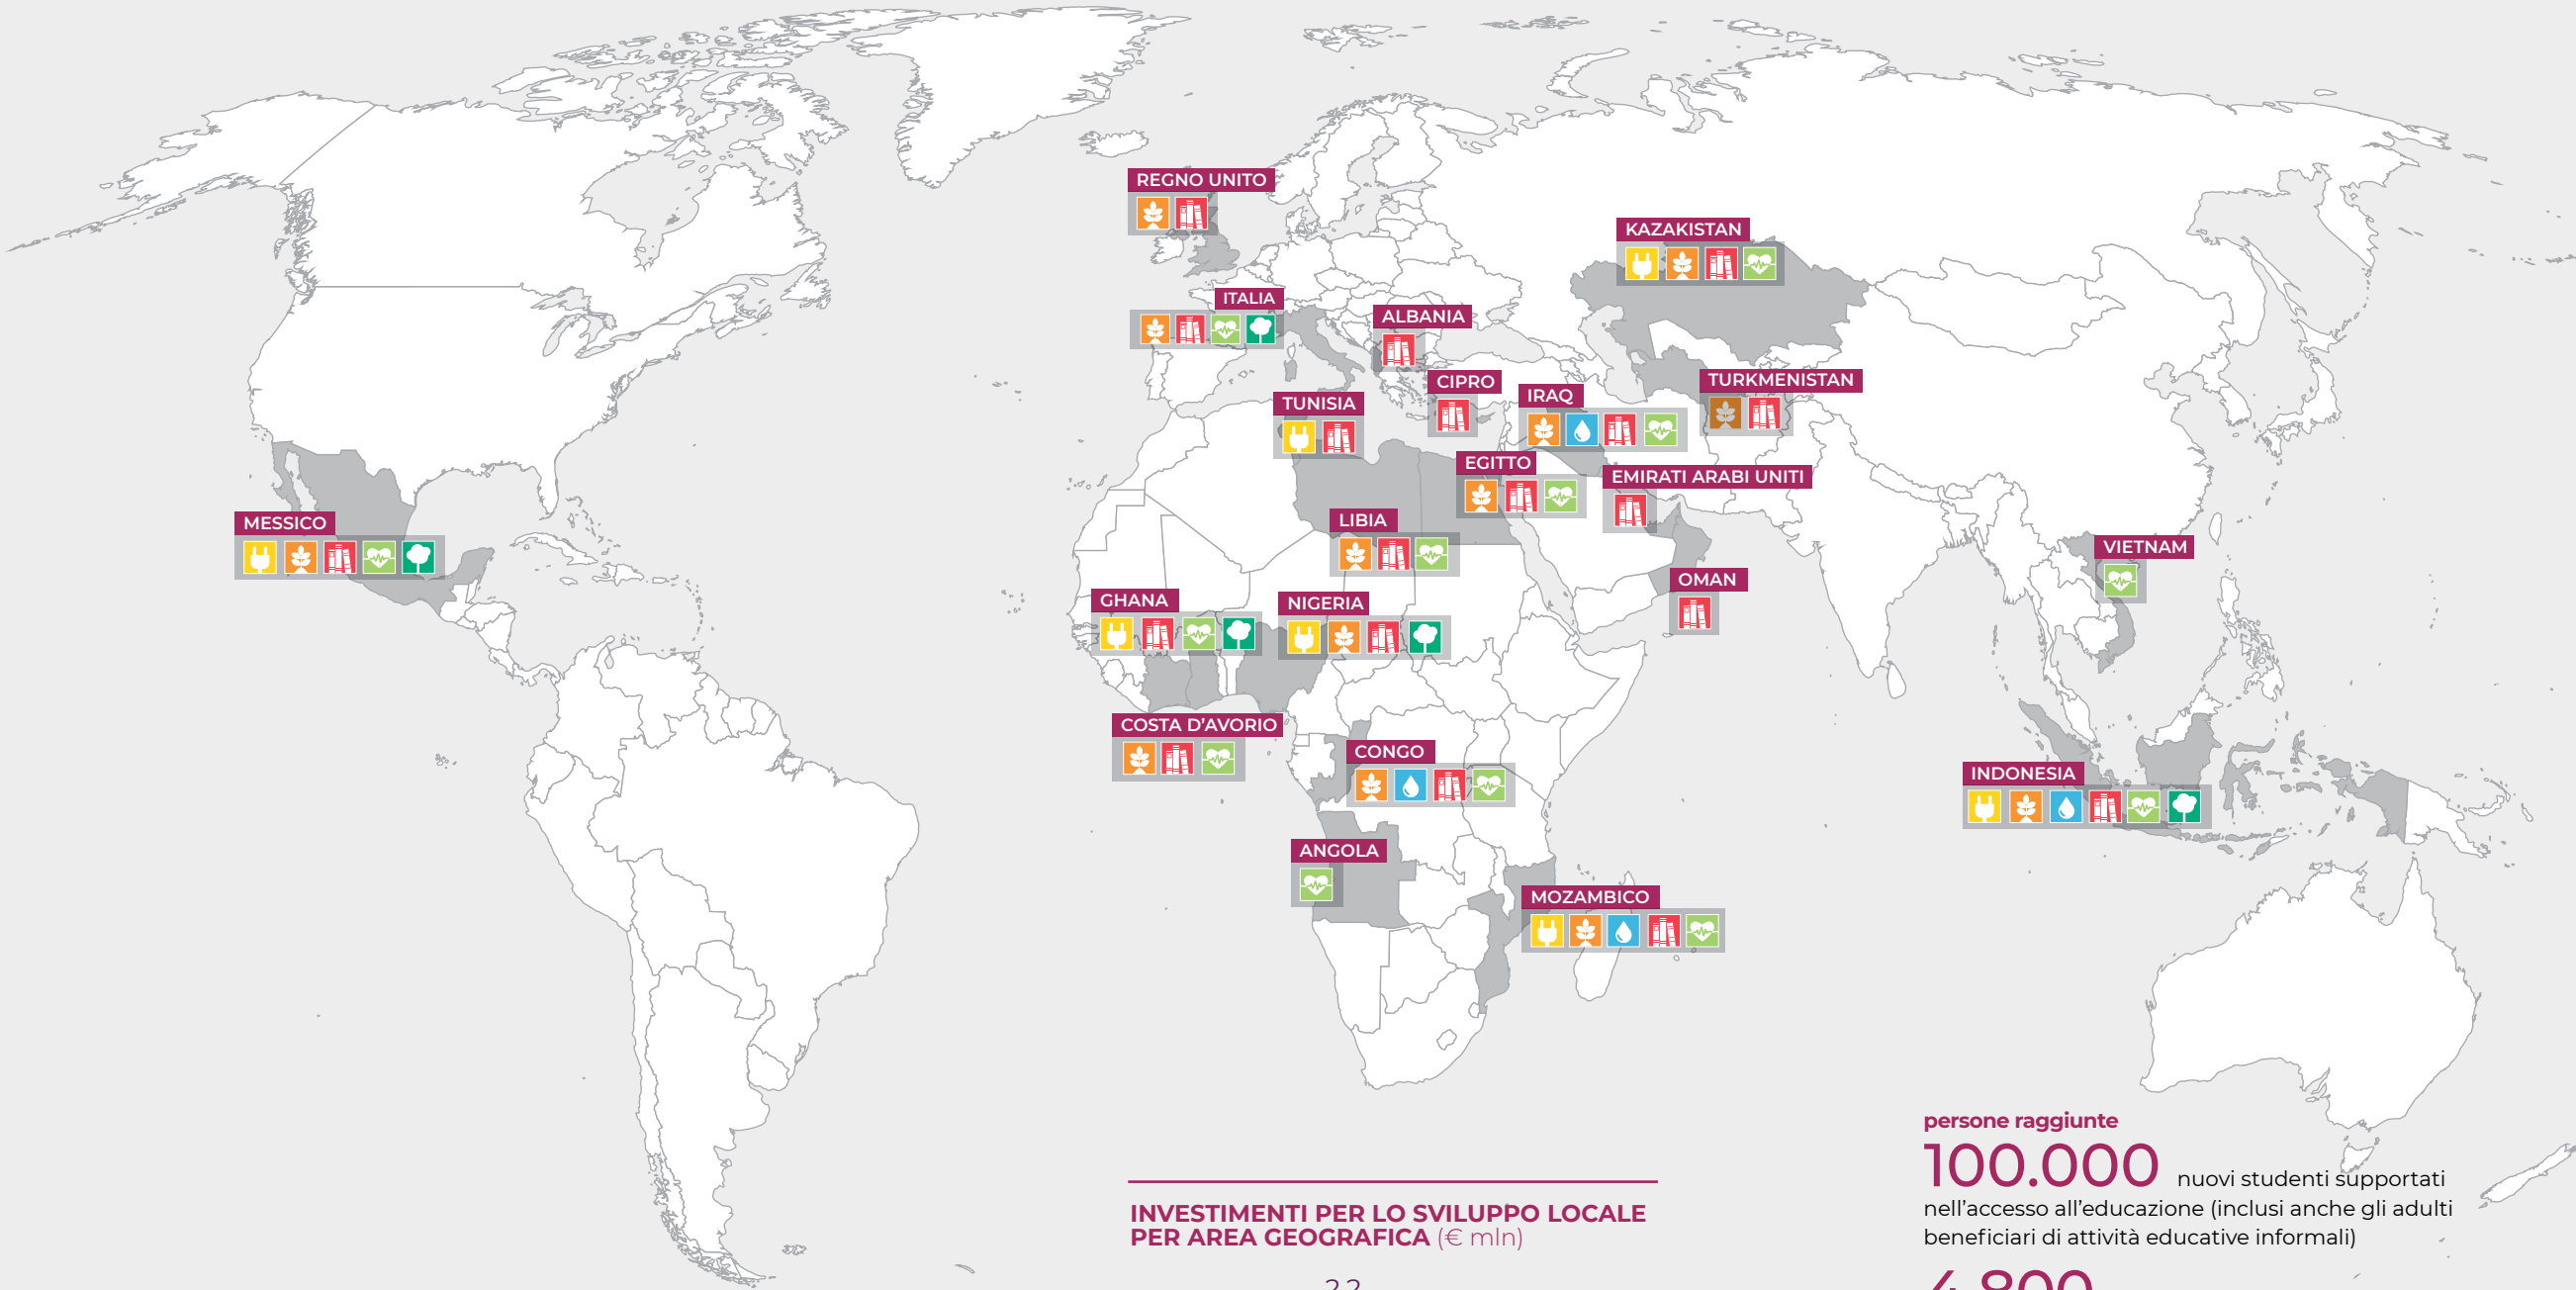 REGNO UNITO
KAZAKISTAN
ITALIA
ALBANIA
CIPRO
TURKMENISTAN
IRAQ
TUNISIA
EGITTO
EMIRATI ARABI UNITI
MESSICO
LIBIA
VIETNAM
OMAN
GHANA
NIGERIA
COSTA D'AVORIO
CONGO
INDONESIA
ANGOLA
MOZAMBICO
INVESTIMENTI PER LO SVILUPPO LOCALE
PER AREA GEOGRAFICA (€ mln)
persone raggiunte
100.000 nuovi studenti supportati
nell'accesso all'educazione (inclusi anche gli adulti
beneficiari di attività educative informali)
4.800